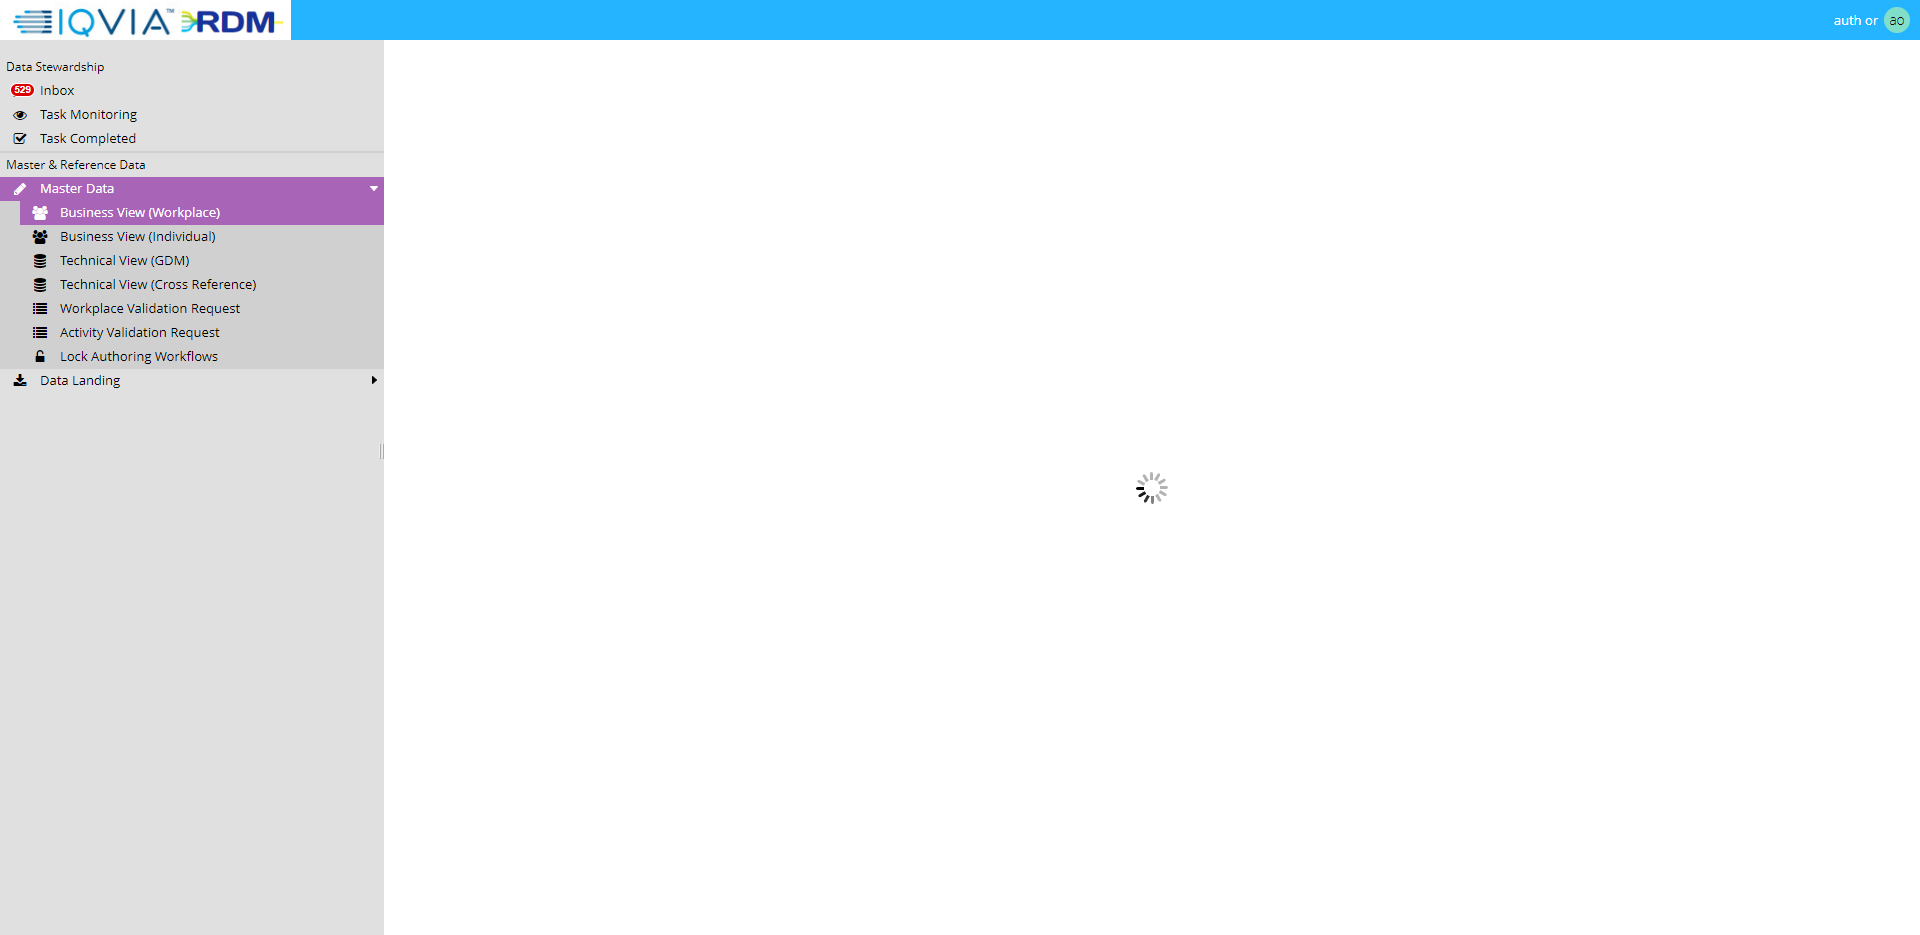 IQVIA™ RDM
auth or ao
Data Stewardship
529 Inbox
Task Monitoring
Task Completed
Master & Reference Data
Master Data
Business View (Workplace)
Business View (Individual)
Technical View (GDM)
Technical View (Cross Reference)
Workplace Validation Request
Activity Validation Request
Lock Authoring Workflows
Data Landing